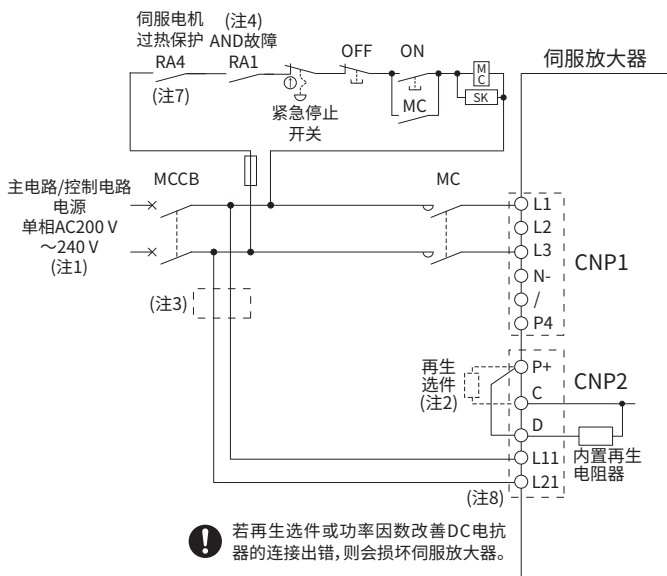 伺服电机
过热保护
(注4)
AND故障
RA4
RA1
OFF
ON
(注7)
紧急停止
开关
MC
MC
SK
伺服放大器
主电路/控制电路
电源
单相AC200 V
～240 V
(注1)
MCCB
MC
L1
L2
L3
N-
/
P4
CNP1
(注3)
再生
选件
(注2)
P+
C
D
L11
L21
CNP2
内置再生
电阻器
(注8)
若再生选件或功率因数改善DC电抗
器的连接出错,则会损坏伺服放大器。